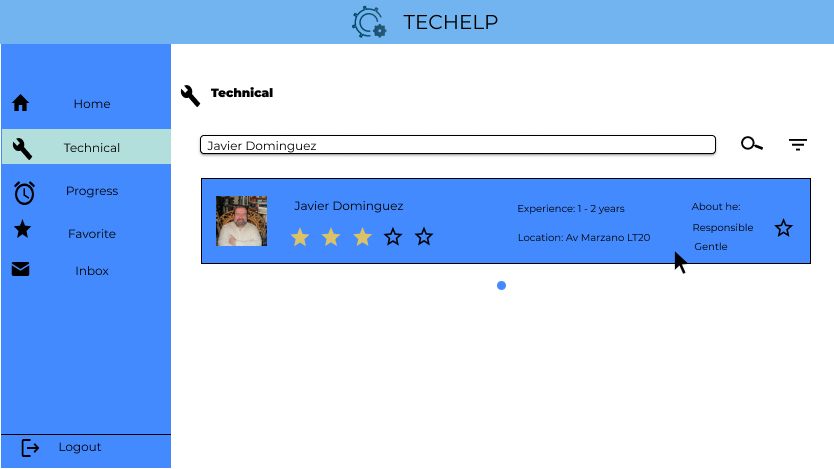 TECHELP
Home
Technical
Progress
Favorite
Inbox
Logout
Technical
Javier Dominguez
Javier Dominguez
Experience: 1 - 2 years
Location: Av Marzano LT20
About he:
Responsible
Gentle